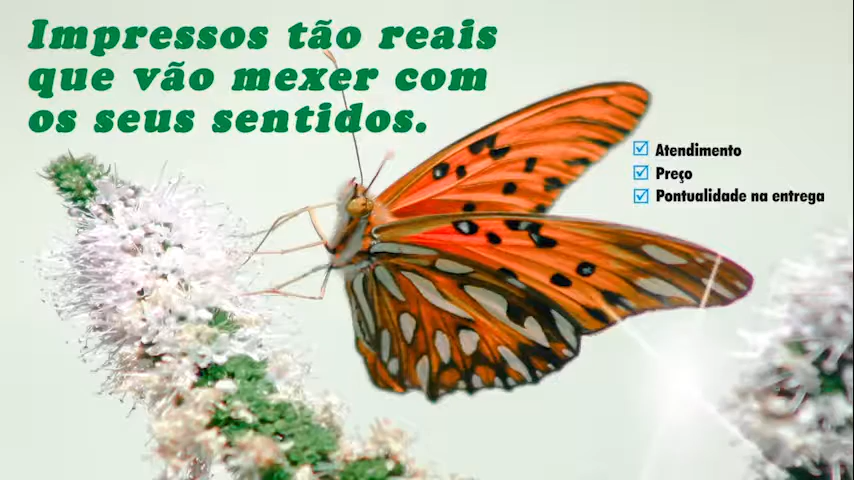 Impressos tão reais
que vão mexer com
os seus sentidos.
Atendimento
Preço
Pontualidade na entrega